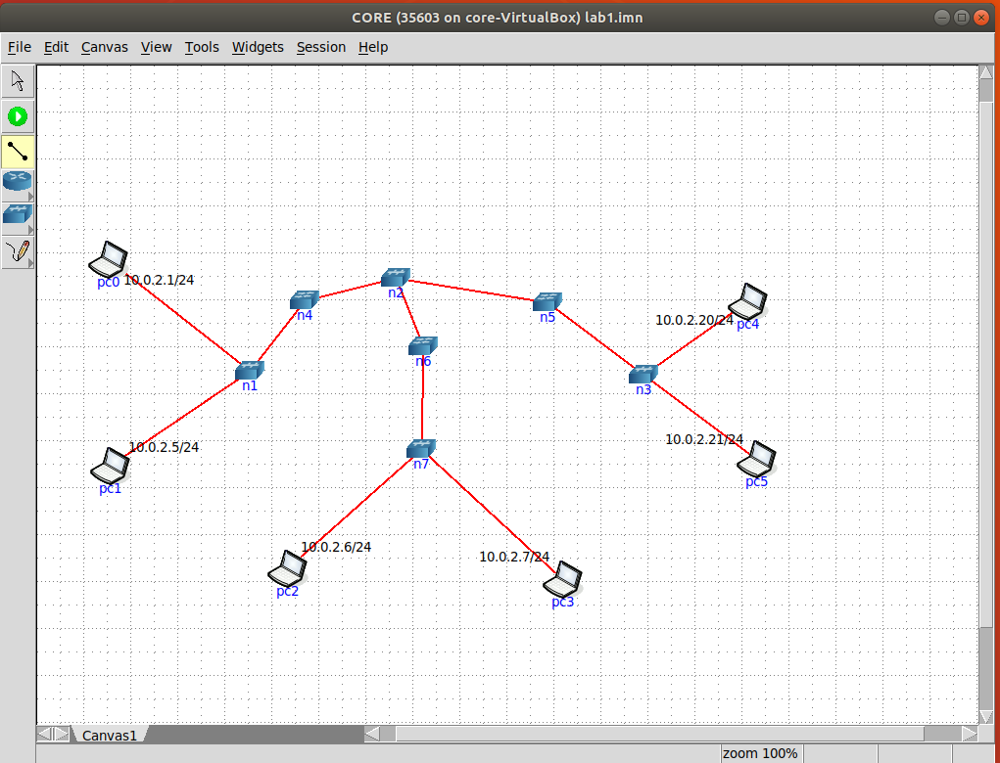 CORE (35603 on core-VirtualBox) lab1.imn
File Edit Canvas View Tools Widgets Session Help
pc0 10.0.2.1/24
n2
n4
n5
10.0.2.20/24
pc4
n6
n1
n3
10.0.2.5/24
10.0.2.21/24
n7
pc1
pc5
10.0.2.6/24
10.0.2.7/24
pc2
pc3
Canvas1
zoom 100%